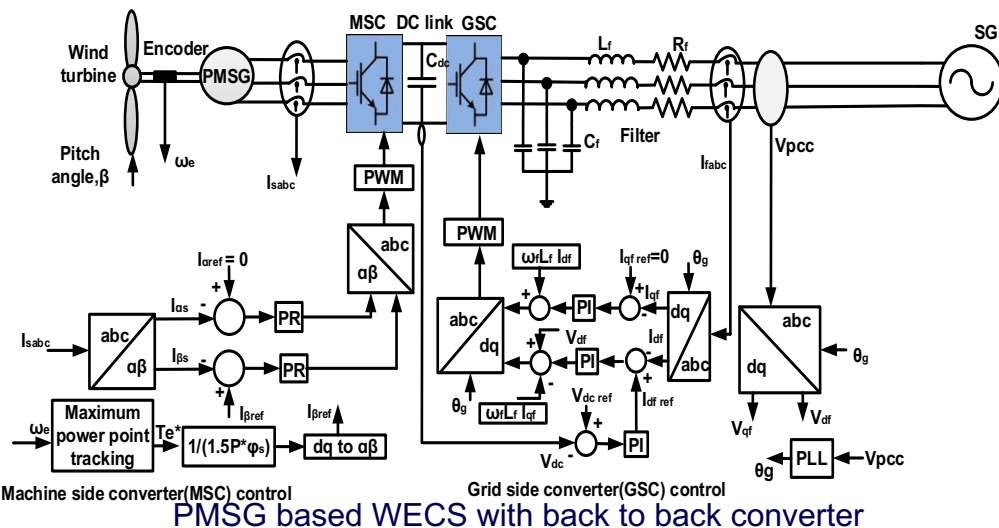 MSC DC link GSC
SG
Wind
turbine
Encoder
PMSG
Cdc
Lf
Rf
Pitch
angle,β
ωe
Isabc
Cf
Filter
Ifabc
Vpcc
PWM
PWM
abc
αβ
Iαref = 0
+
-
Iαs
PR
Isabc
abc
αβ
Iβs
-
+
PR
Iβref
ωe
Maximum
power point
tracking
Te*
1/(1.5P*φs)
Iβref
dq to αβ
ωfLf Idf
Iqf ref=0
θg
abc
dq
+
+
PI
+
-
Iqf
dq
abc
Idf
Vdf
+
-
PI
-
+
θg
ωfLf Iqf
Vdc ref
Idf ref
+
-
Vdc
PI
abc
dq
θg
Vqf
Vdf
θg
PLL
Vpcc
Machine side converter(MSC) control
Grid side converter(GSC) control
PMSG based WECS with back to back converter